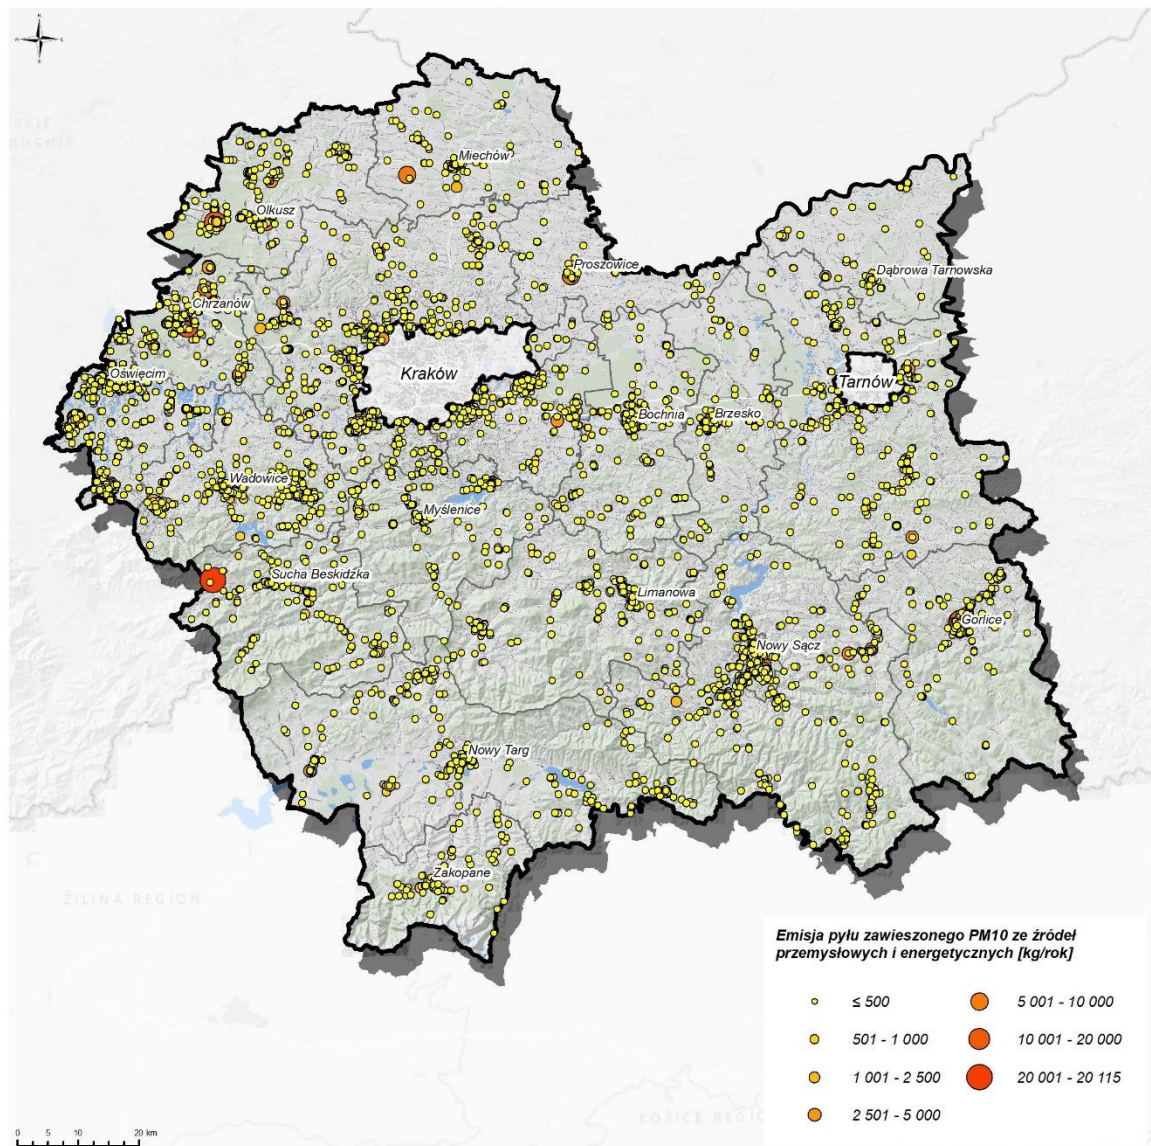 N
W
E
S
Miechów
Olkusz
Proszowice
Dąbrowa Tarnowska
Chrzanów
Kraków
Oświęcim
Tarnów
Bochnia
Brzesko
Wadowice
Myślenice
Sucha Beskidzka
Limanowa
Gorlice
Nowy Sącz
Nowy Targ
Zakopane
ŽILINA REGION
Emisja pyłu zawieszonego PM10 ze źródeł
przemysłowych i energetycznych [kg/rok]
≤ 500
5 001 - 10 000
501 - 1 000
10 001 - 20 000
1 001 - 2 500
20 001 - 20 115
2 501 - 5 000
KOŠICE REGIO
0 5 10 20 km